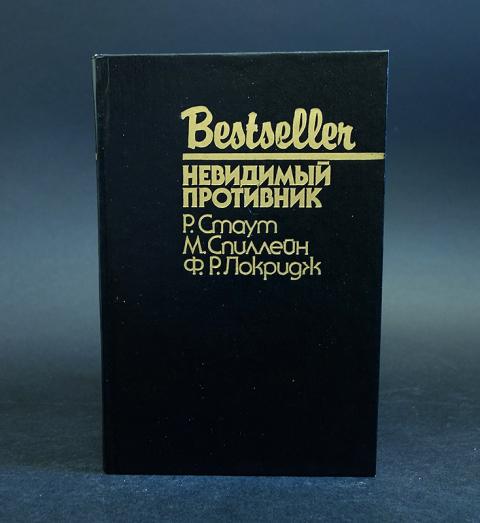 Bestseller
НЕВИДИМЫЙ
ПРОТИВНИК
Р. Стаут
М. Спиллейн
Ф. Р. Локридж